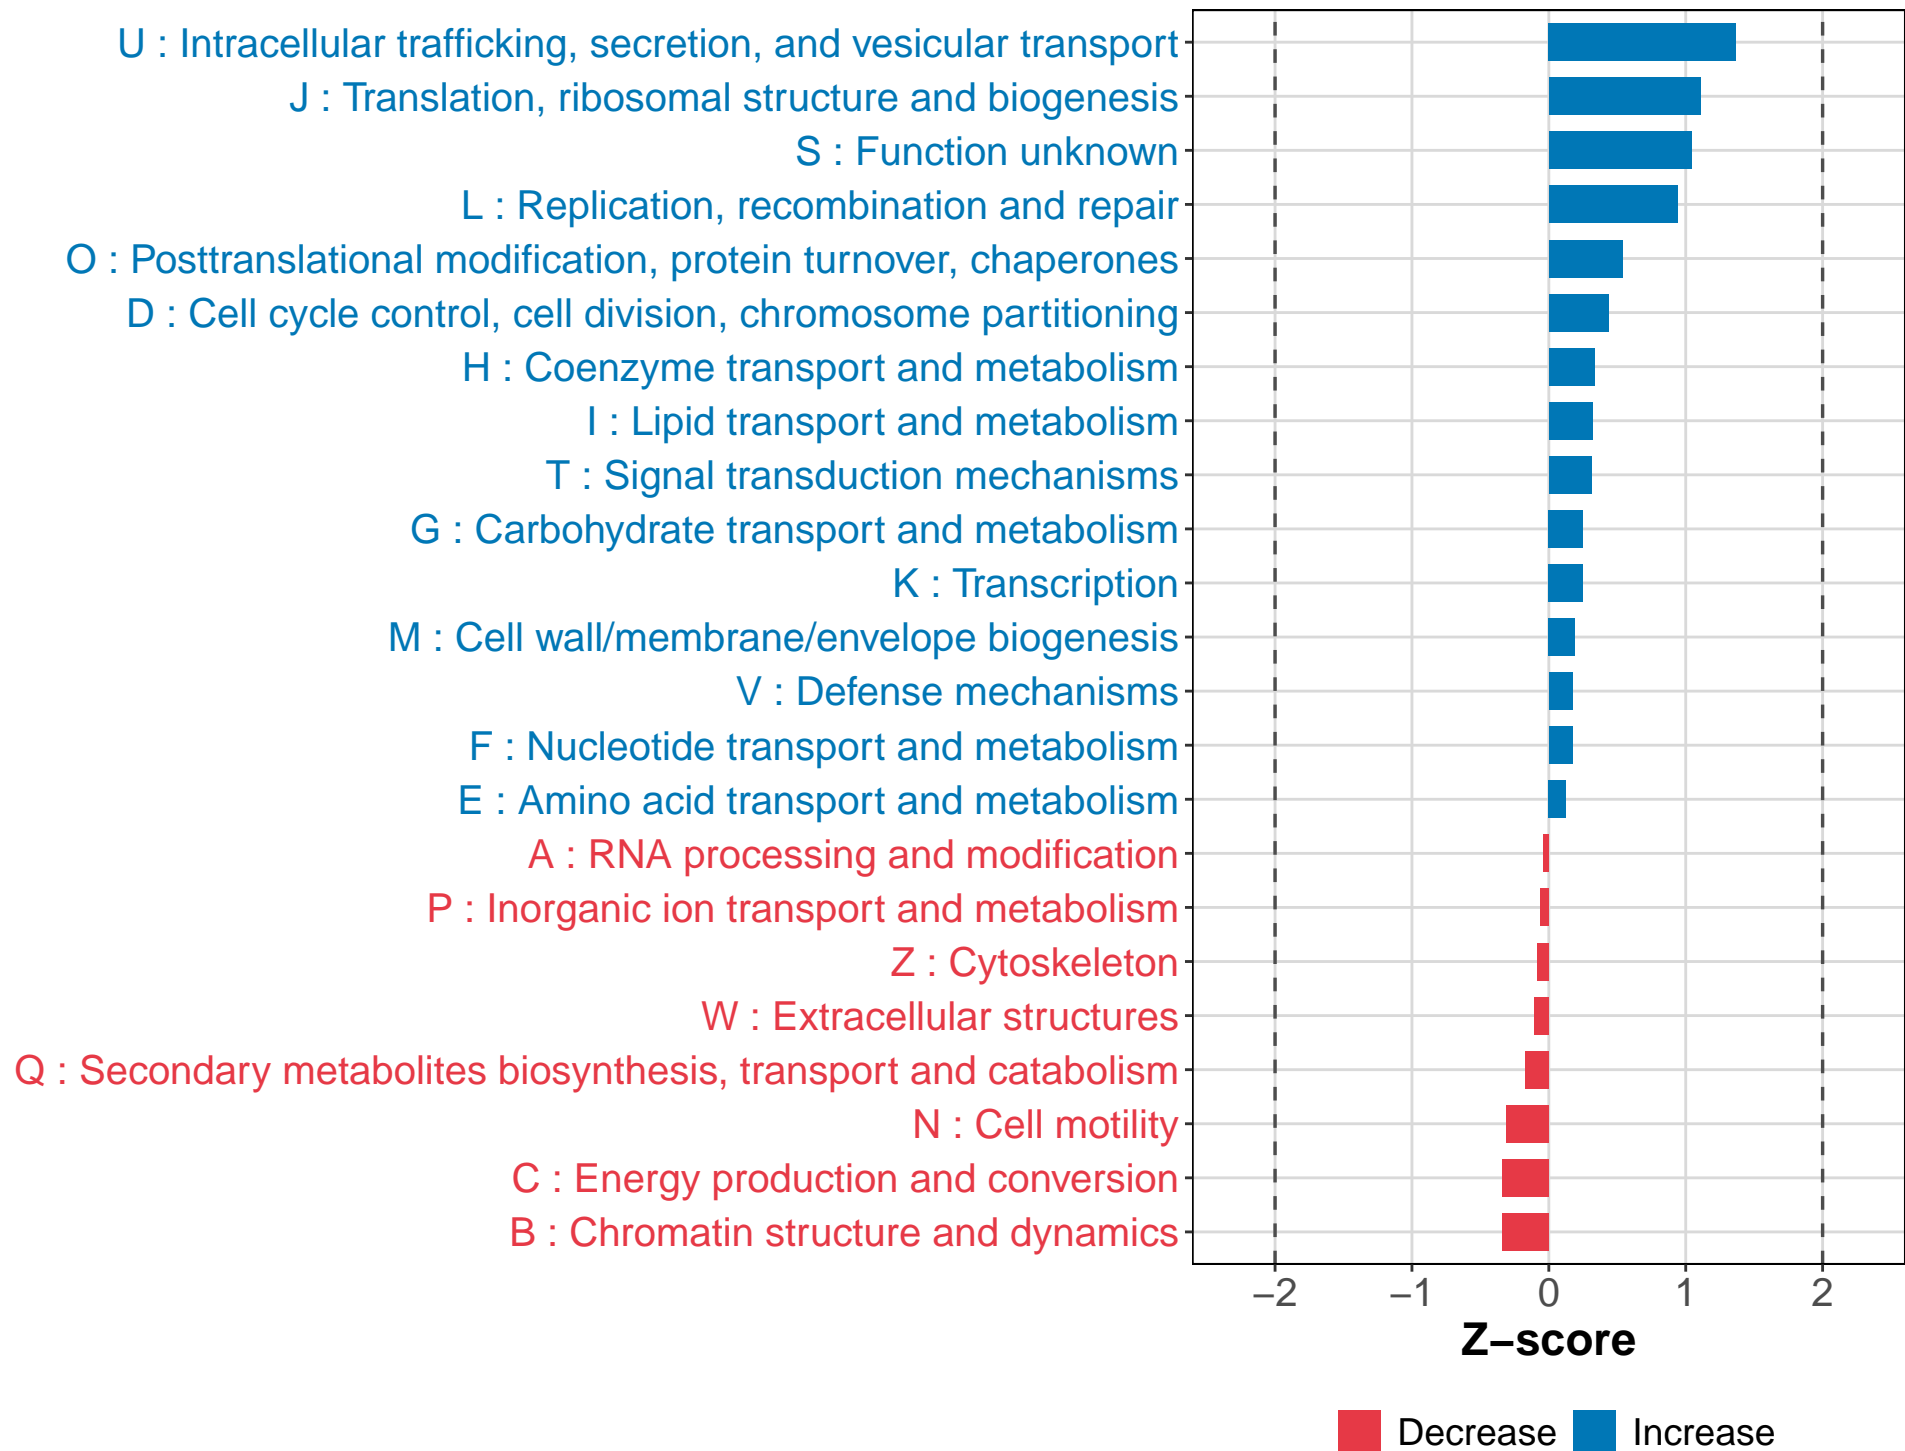 U : Intracellular trafficking, secretion, and vesicular transport
J : Translation, ribosomal structure and biogenesis
S : Function unknown
L : Replication, recombination and repair
O : Posttranslational modification, protein turnover, chaperones
D : Cell cycle control, cell division, chromosome partitioning
H : Coenzyme transport and metabolism
I : Lipid transport and metabolism
T : Signal transduction mechanisms
G : Carbohydrate transport and metabolism
K : Transcription
M : Cell wall/membrane/envelope biogenesis
V : Defense mechanisms
F : Nucleotide transport and metabolism
E : Amino acid transport and metabolism
A : RNA processing and modification
P : Inorganic ion transport and metabolism
Z : Cytoskeleton
W : Extracellular structures
Q : Secondary metabolites biosynthesis, transport and catabolism
N : Cell motility
C : Energy production and conversion
B : Chromatin structure and dynamics
−2 −1 0 1 2
Z−score
Decrease Increase